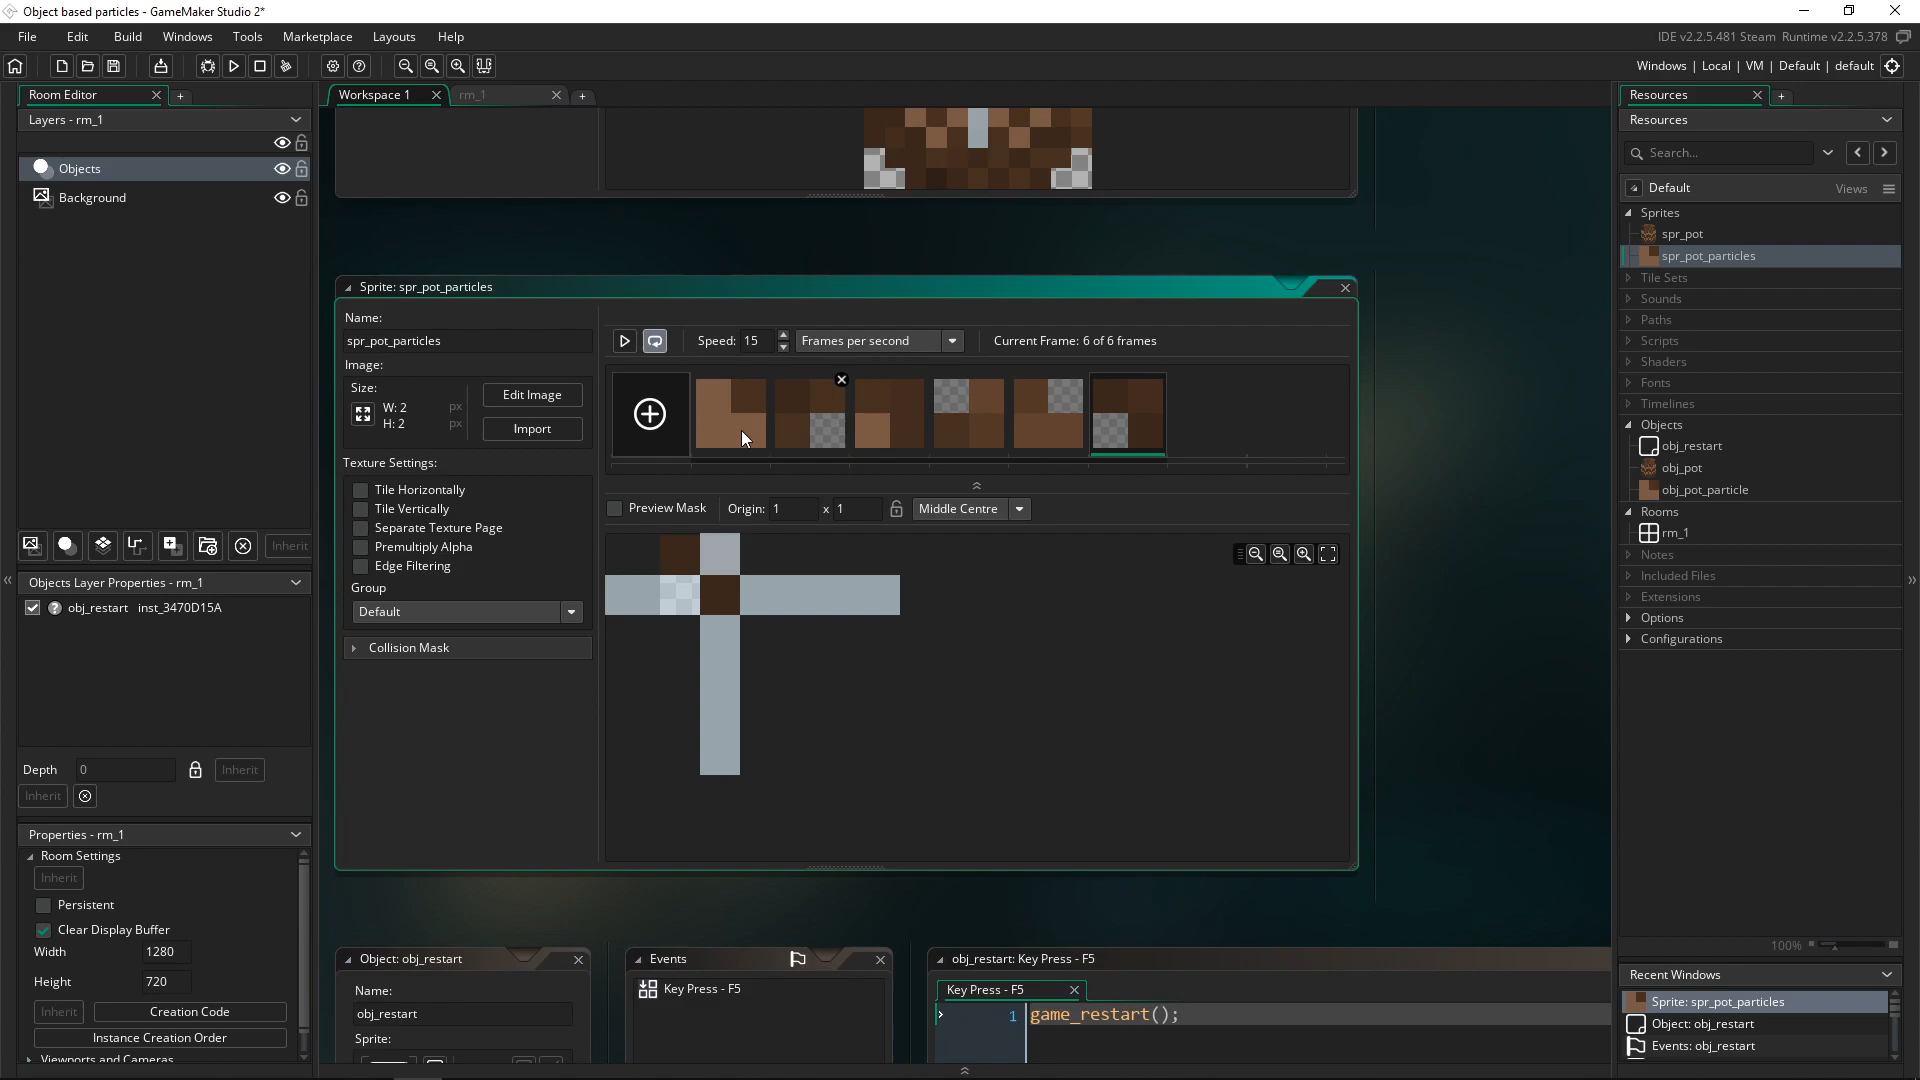 Object based particles - GameMaker Studio 2*
File Edit Build Windows Tools Marketplace Layouts Help
IDE v2.2.5.481 Steam Runtime v2.2.5.378
Windows | Local | VM | Default | default
Room Editor
Workspace 1
rm_1
Resources
Layers - rm_1
Resources
Search...
Objects
Background
Default
Views
Sprites
spr_pot
spr_pot_particles
Tile Sets
Sounds
Paths
Scripts
Shaders
Fonts
Timelines
Objects
obj_restart
obj_pot
obj_pot_particle
Rooms
rm_1
Notes
Included Files
Extensions
Options
Configurations
100%
Recent Windows
Sprite: spr_pot_particles
Object: obj_restart
Events: obj_restart
Sprite: spr_pot_particles
Name:
spr_pot_particles
Image:
Size:
W: 2 px
H: 2 px
Edit Image
Import
Texture Settings:
Tile Horizontally
Tile Vertically
Separate Texture Page
Premultiply Alpha
Edge Filtering
Group
Default
Collision Mask
Speed: 15
Frames per second
Current Frame: 6 of 6 frames
Preview Mask
Origin: 1 x 1
Middle Centre
Inherit
Objects Layer Properties - rm_1
obj_restart inst_3470D15A
Depth 0
Inherit
Inherit
Properties - rm_1
Room Settings
Inherit
Persistent
Clear Display Buffer
Width 1280
Height 720
Inherit
Creation Code
Instance Creation Order
Viewports and Cameras
Object: obj_restart
Name:
obj_restart
Sprite:
Events
Key Press - F5
obj_restart: Key Press - F5
Key Press - F5
1 game_restart();